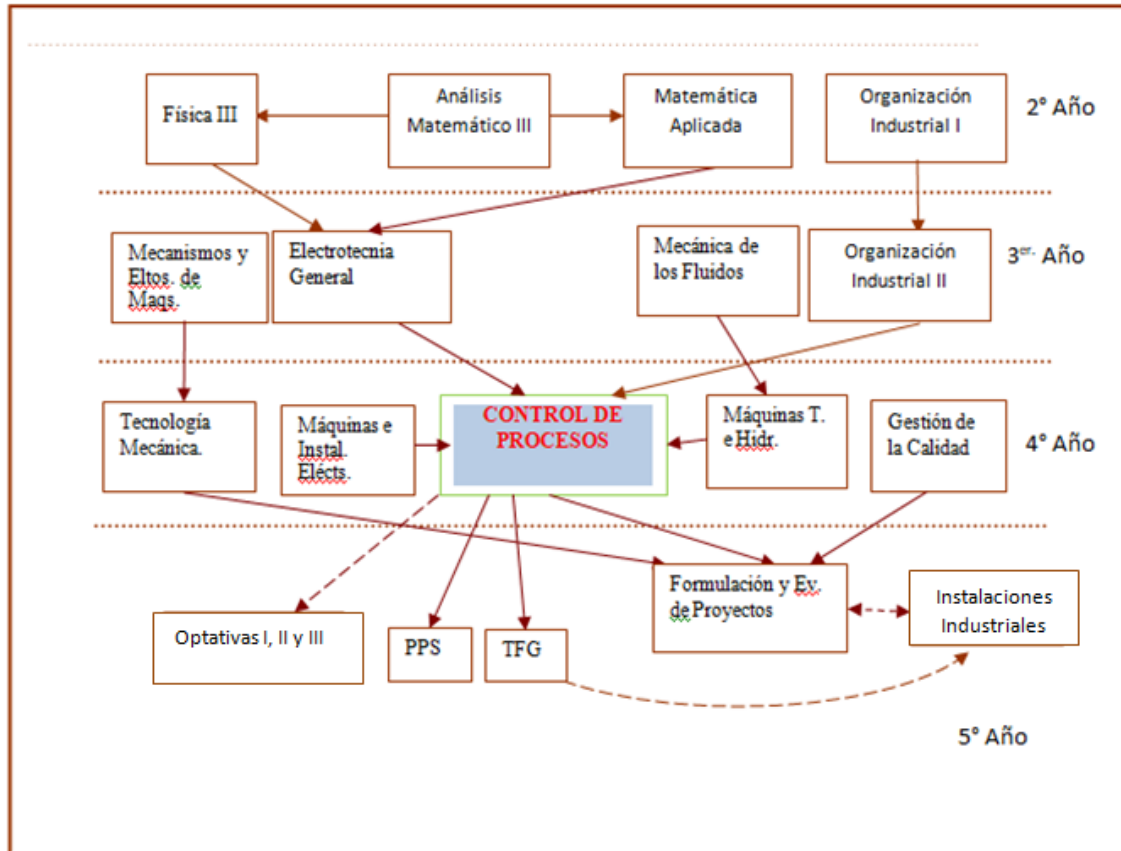 Física III
Análisis
Matemático III
Matemática
Aplicada
Organización
Industrial I
2° Año
Mecanismos y
Eltos. de
Maqs.
Electrotecnia
General
Mecánica de
los Fluidos
Organización
Industrial II
3er. Año
Tecnología
Mecánica.
Máquinas e
Instal.
Elécts.
CONTROL DE
PROCESOS
Máquinas T.
e Hidr.
Gestión de
la Calidad
4° Año
Optativas I, II y III
PPS
TFG
Formulación y Ev.
de Proyectos
Instalaciones
Industriales
5° Año